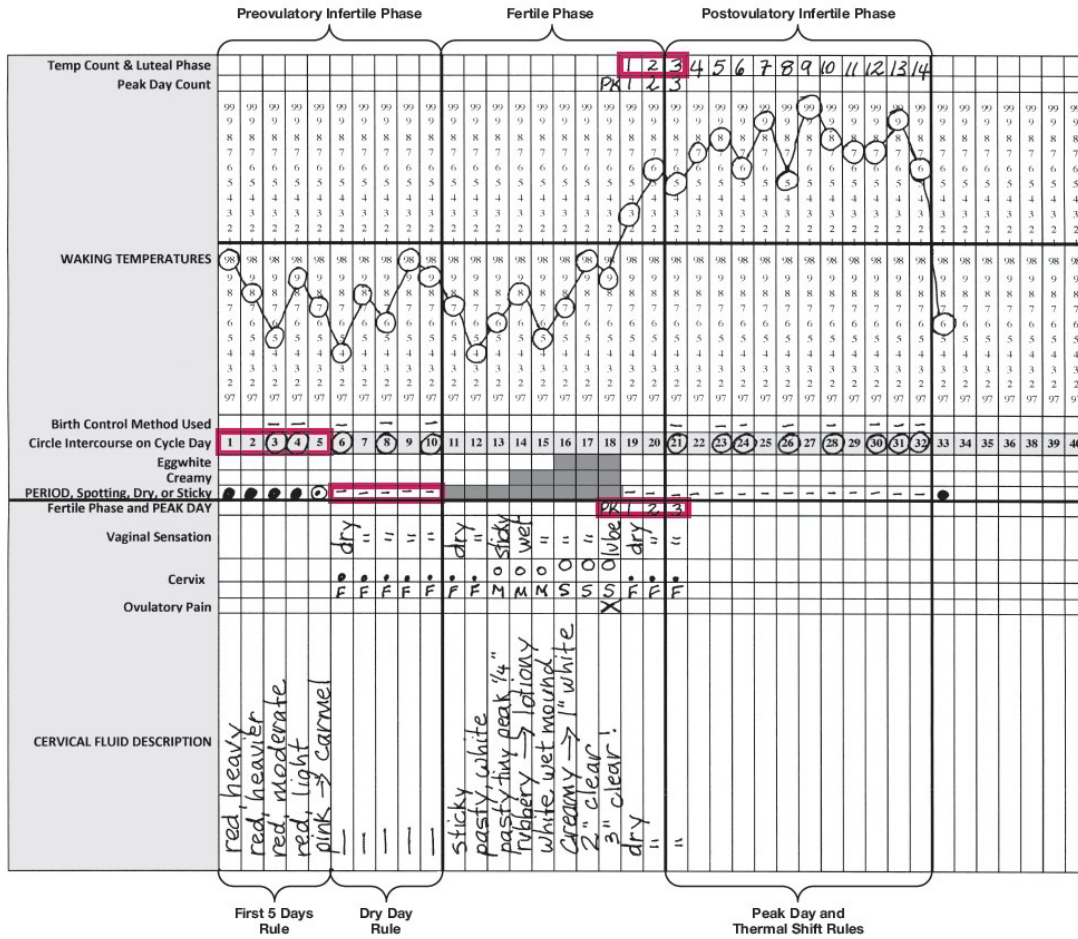 Preovulatory Infertile Phase Fertile Phase Postovulatory Infertile Phase
Temp Count & Luteal Phase 1 2 3 4 5 6 7 8 9 10 11 12 13 14
Peak Day Count PK 1 2 3
WAKING TEMPERATURES
Birth Control Method Used
Circle Intercourse on Cycle Day 1 2 3 4 5 6 7 8 9 10 11 12 13 14 15 16 17 18 19 20 21 22 23 24 25 26 27 28 29 30 31 32 33 34 35 36 37 38 39 40
Eggwhite
Creamy
PERIOD, Spotting, Dry, or Sticky
Fertile Phase and PEAK DAY PK 1 2 3
Vaginal Sensation dry " " " " dry " sticky wet " " " lube dry " "
Cervix F F F F F F F M M M S S S F F F
Ovulatory Pain X
CERVICAL FLUID DESCRIPTION
red, heavy
red, heavier
red, moderate
red, light
pink → carmel
sticky
pasty, white
pasty tiny peak 1/4"
rubbery → lotiony
white, wet mound
Creamy → 1" white
2" clear
3" clear!
dry
"
"
First 5 Days Rule
Dry Day Rule
Peak Day and Thermal Shift Rules